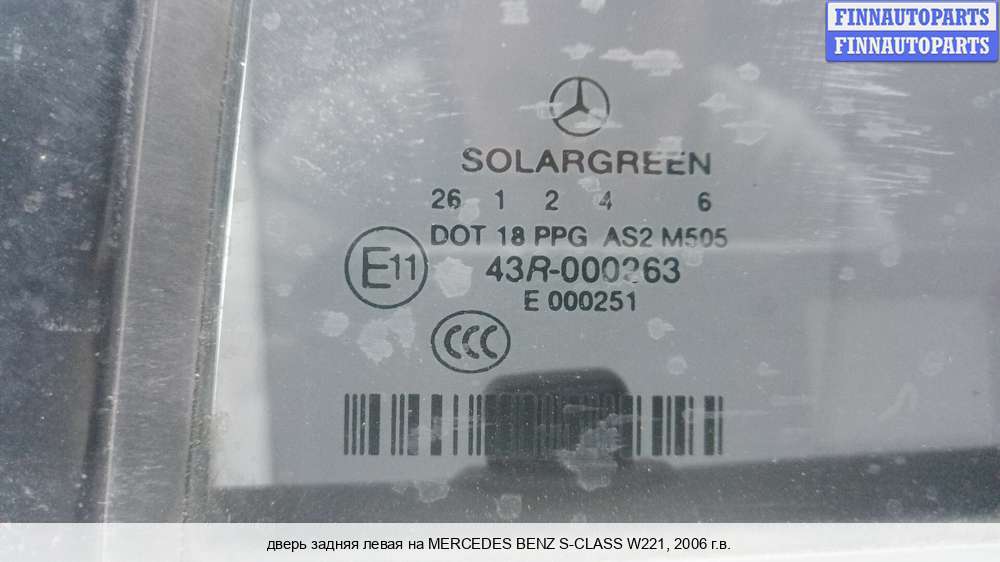 FINNAUTOPARTS
FINNAUTOPARTS
SOLARGREEN
26 1 2 4 6
DOT 18 PPG AS2 M505
E11
43R-000263
E 000251
CCC
дверь задняя левая на MERCEDES BENZ S-CLASS W221, 2006 г.в.